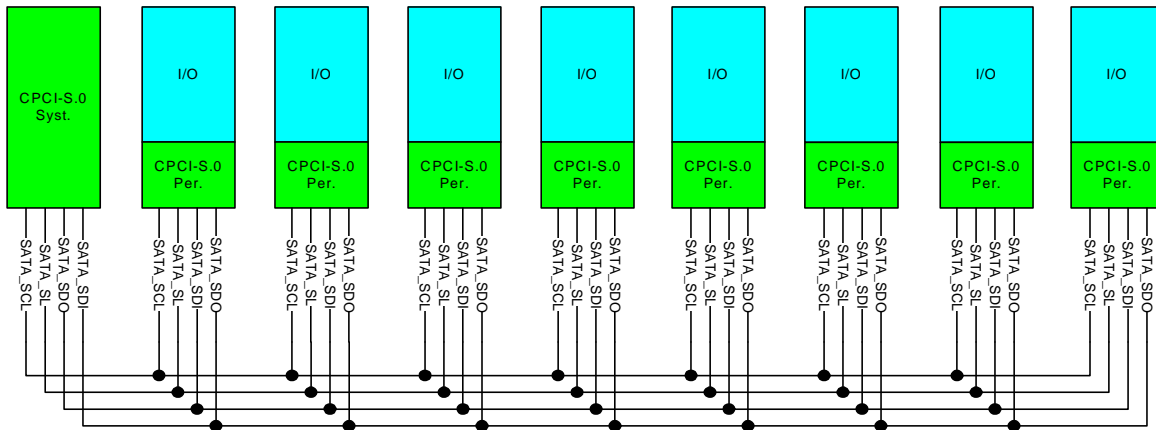 CPCI-S.0
Syst.
SATA_SCL
SATA_SL
SATA_SDO
SATA_SDI
I/O
CPCI-S.0
Per.
SATA_SCL
SATA_SL
SATA_SDI
SATA_SDO
I/O
CPCI-S.0
Per.
SATA_SCL
SATA_SL
SATA_SDI
SATA_SDO
I/O
CPCI-S.0
Per.
SATA_SCL
SATA_SL
SATA_SDI
SATA_SDO
I/O
CPCI-S.0
Per.
SATA_SCL
SATA_SL
SATA_SDI
SATA_SDO
I/O
CPCI-S.0
Per.
SATA_SCL
SATA_SL
SATA_SDI
SATA_SDO
I/O
CPCI-S.0
Per.
SATA_SCL
SATA_SL
SATA_SDI
SATA_SDO
I/O
CPCI-S.0
Per.
SATA_SCL
SATA_SL
SATA_SDI
SATA_SDO
I/O
CPCI-S.0
Per.
SATA_SCL
SATA_SL
SATA_SDI
SATA_SDO